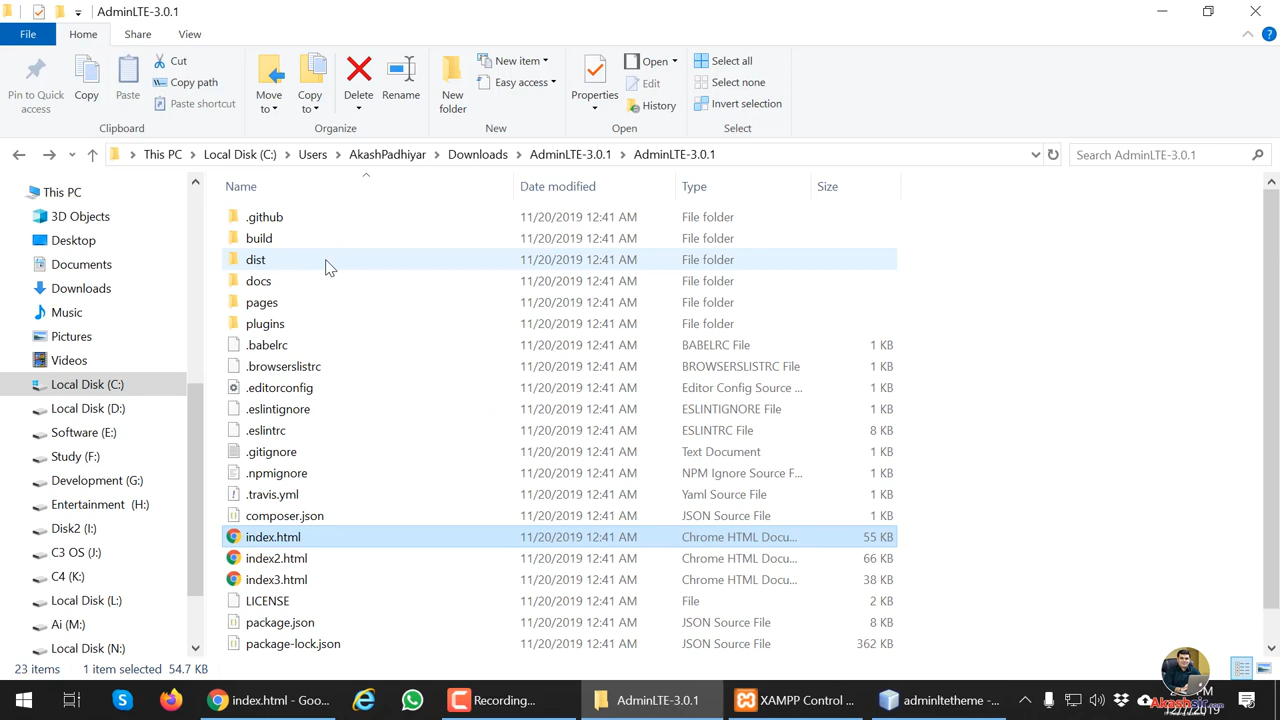 AdminLTE-3.0.1
File Home Share View
Pin to Quick access
Copy
Paste
Cut
Copy path
Paste shortcut
Move to
Copy to
Delete
Rename
New folder
New item
Easy access
Properties
Open
Edit
History
Select all
Select none
Invert selection
Clipboard Organize New Open Select
This PC > Local Disk (C:) > Users > AkashPadhiyar > Downloads > AdminLTE-3.0.1 > AdminLTE-3.0.1
Search AdminLTE-3.0.1
This PC
3D Objects
Desktop
Documents
Downloads
Music
Pictures
Videos
Local Disk (C:)
Local Disk (D:)
Software (E:)
Study (F:)
Development (G:)
Entertainment (H:)
Disk2 (I:)
C3 OS (J:)
C4 (K:)
Local Disk (L:)
Ai (M:)
Local Disk (N:)
Name Date modified Type Size
.github 11/20/2019 12:41 AM File folder
build 11/20/2019 12:41 AM File folder
dist 11/20/2019 12:41 AM File folder
docs 11/20/2019 12:41 AM File folder
pages 11/20/2019 12:41 AM File folder
plugins 11/20/2019 12:41 AM File folder
.babelrc 11/20/2019 12:41 AM BABELRC File 1 KB
.browserslistrc 11/20/2019 12:41 AM BROWSERSLISTRC File 1 KB
.editorconfig 11/20/2019 12:41 AM Editor Config Source ... 1 KB
.eslintignore 11/20/2019 12:41 AM ESLINTIGNORE File 1 KB
.eslintrc 11/20/2019 12:41 AM ESLINTRC File 8 KB
.gitignore 11/20/2019 12:41 AM Text Document 1 KB
.npmignore 11/20/2019 12:41 AM NPM Ignore Source F... 1 KB
.travis.yml 11/20/2019 12:41 AM Yaml Source File 1 KB
composer.json 11/20/2019 12:41 AM JSON Source File 1 KB
index.html 11/20/2019 12:41 AM Chrome HTML Docu... 55 KB
index2.html 11/20/2019 12:41 AM Chrome HTML Docu... 66 KB
index3.html 11/20/2019 12:41 AM Chrome HTML Docu... 38 KB
LICENSE 11/20/2019 12:41 AM File 2 KB
package.json 11/20/2019 12:41 AM JSON Source File 8 KB
package-lock.json 11/20/2019 12:41 AM JSON Source File 362 KB
23 items 1 item selected 54.7 KB
index.html - Goo...
Recording...
AdminLTE-3.0.1
XAMPP Control ...
adminltetheme - ...
Akashsir.com